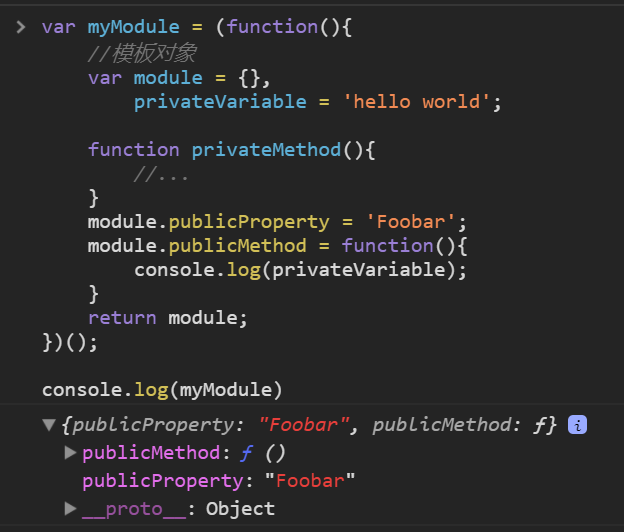 var myModule = (function(){
    //模板对象
    var module = {},
        privateVariable = 'hello world';
    function privateMethod(){
        //...
    }
    module.publicProperty = 'Foobar';
    module.publicMethod = function(){
        console.log(privateVariable);
    }
    return module;
})();
console.log(myModule)
{publicProperty: "Foobar", publicMethod: ƒ} i
publicMethod: ƒ ()
publicProperty: "Foobar"
__proto__: Object